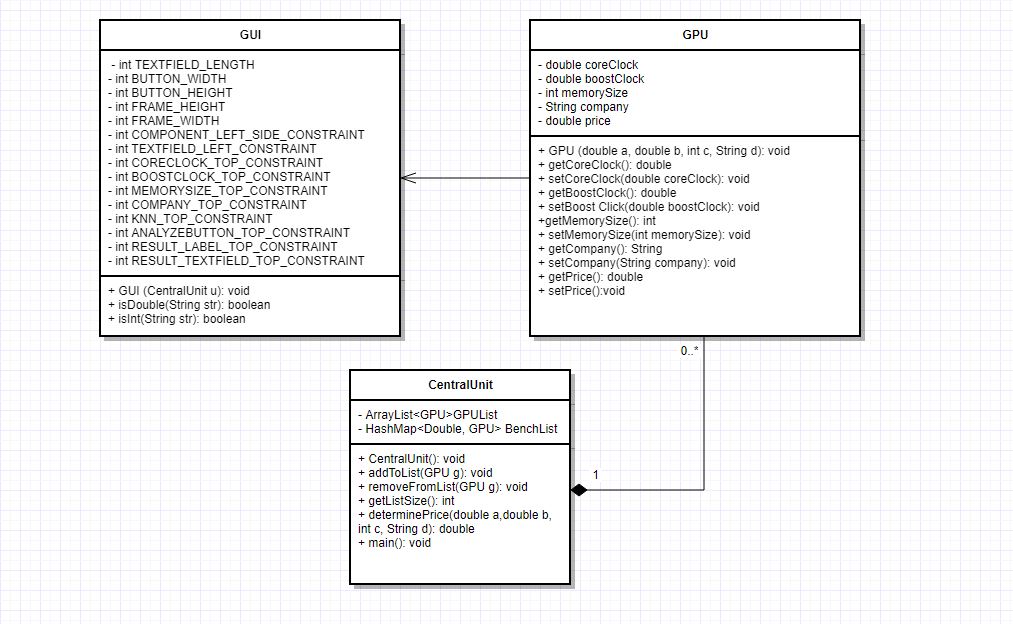 GUI
- int TEXTFIELD_LENGTH
- int BUTTON_WIDTH
- int BUTTON_HEIGHT
- int FRAME_HEIGHT
- int FRAME_WIDTH
- int COMPONENT_LEFT_SIDE_CONSTRAINT
- int TEXTFIELD_LEFT_CONSTRAINT
- int CORECLOCK_TOP_CONSTRAINT
- int BOOSTCLOCK_TOP_CONSTRAINT
- int MEMORYSIZE_TOP_CONSTRAINT
- int COMPANY_TOP_CONSTRAINT
- int KNN_TOP_CONSTRAINT
- int ANALYZEBUTTON_TOP_CONSTRAINT
- int RESULT_LABEL_TOP_CONSTRAINT
- int RESULT_TEXTFIELD_TOP_CONSTRAINT
+ GUI (CentralUnit u): void
+ isDouble(String str): boolean
+ isInt(String str): boolean
GPU
- double coreClock
- double boostClock
- int memorySize
- String company
- double price
+ GPU (double a, double b, int c, String d): void
+ getCoreClock(): double
+ setCoreClock(double coreClock): void
+ getBoostClock(): double
+ setBoost Click(double boostClock): void
+getMemorySize(): int
+ setMemorySize(int memorySize): void
+ getCompany(): String
+ setCompany(String company): void
+ getPrice(): double
+ setPrice():void
0..*
CentralUnit
- ArrayList<GPU>GPUList
- HashMap<Double, GPU> BenchList
+ CentralUnit(): void
+ addToList(GPU g): void
+ removeFromList(GPU g): void
+ getListSize(): int
+ determinePrice(double a,double b,
int c, String d): double
+ main(): void
1